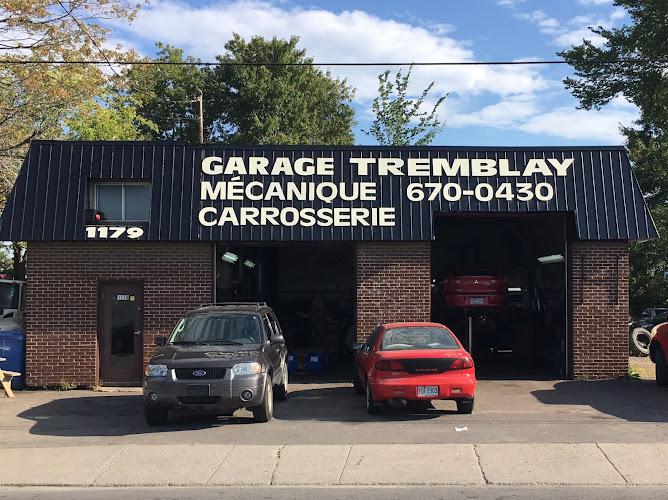 GARAGE TREMBLAY
MÉCANIQUE 670-0430
CARROSSERIE
1179